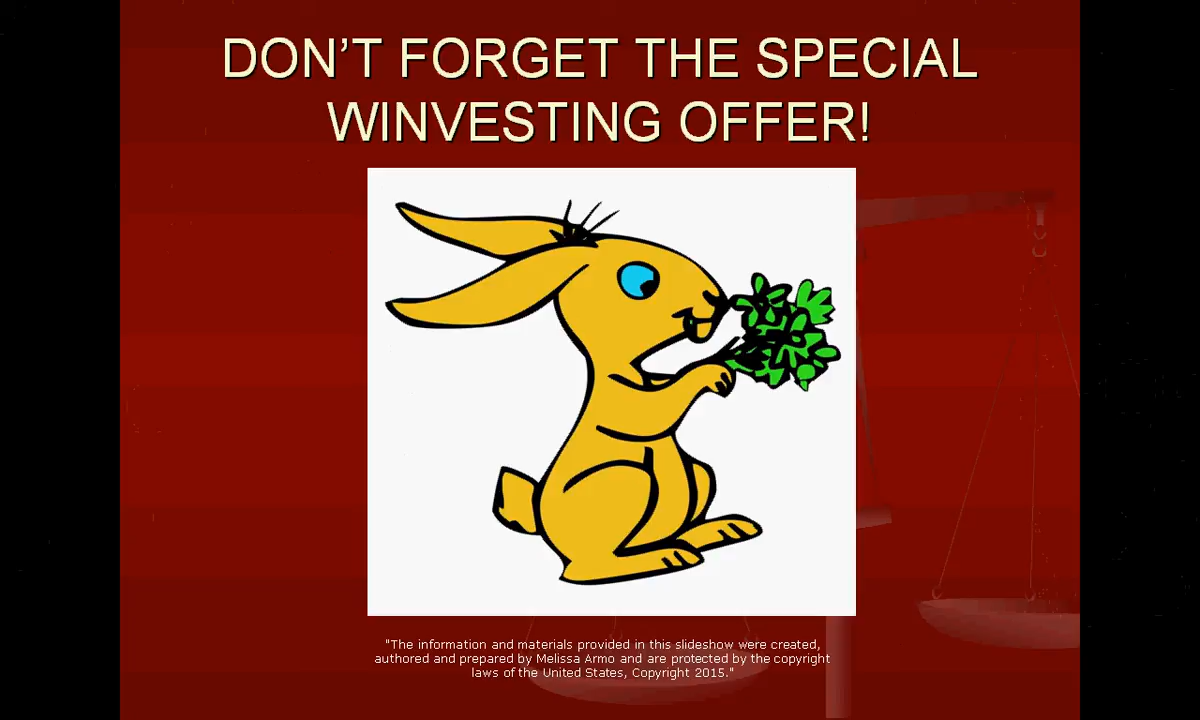 DON'T FORGET THE SPECIAL
WINVESTING OFFER!
"The information and materials provided in this slideshow were created,
authored and prepared by Melissa Armo and are protected by the copyright
laws of the United States, Copyright 2015."